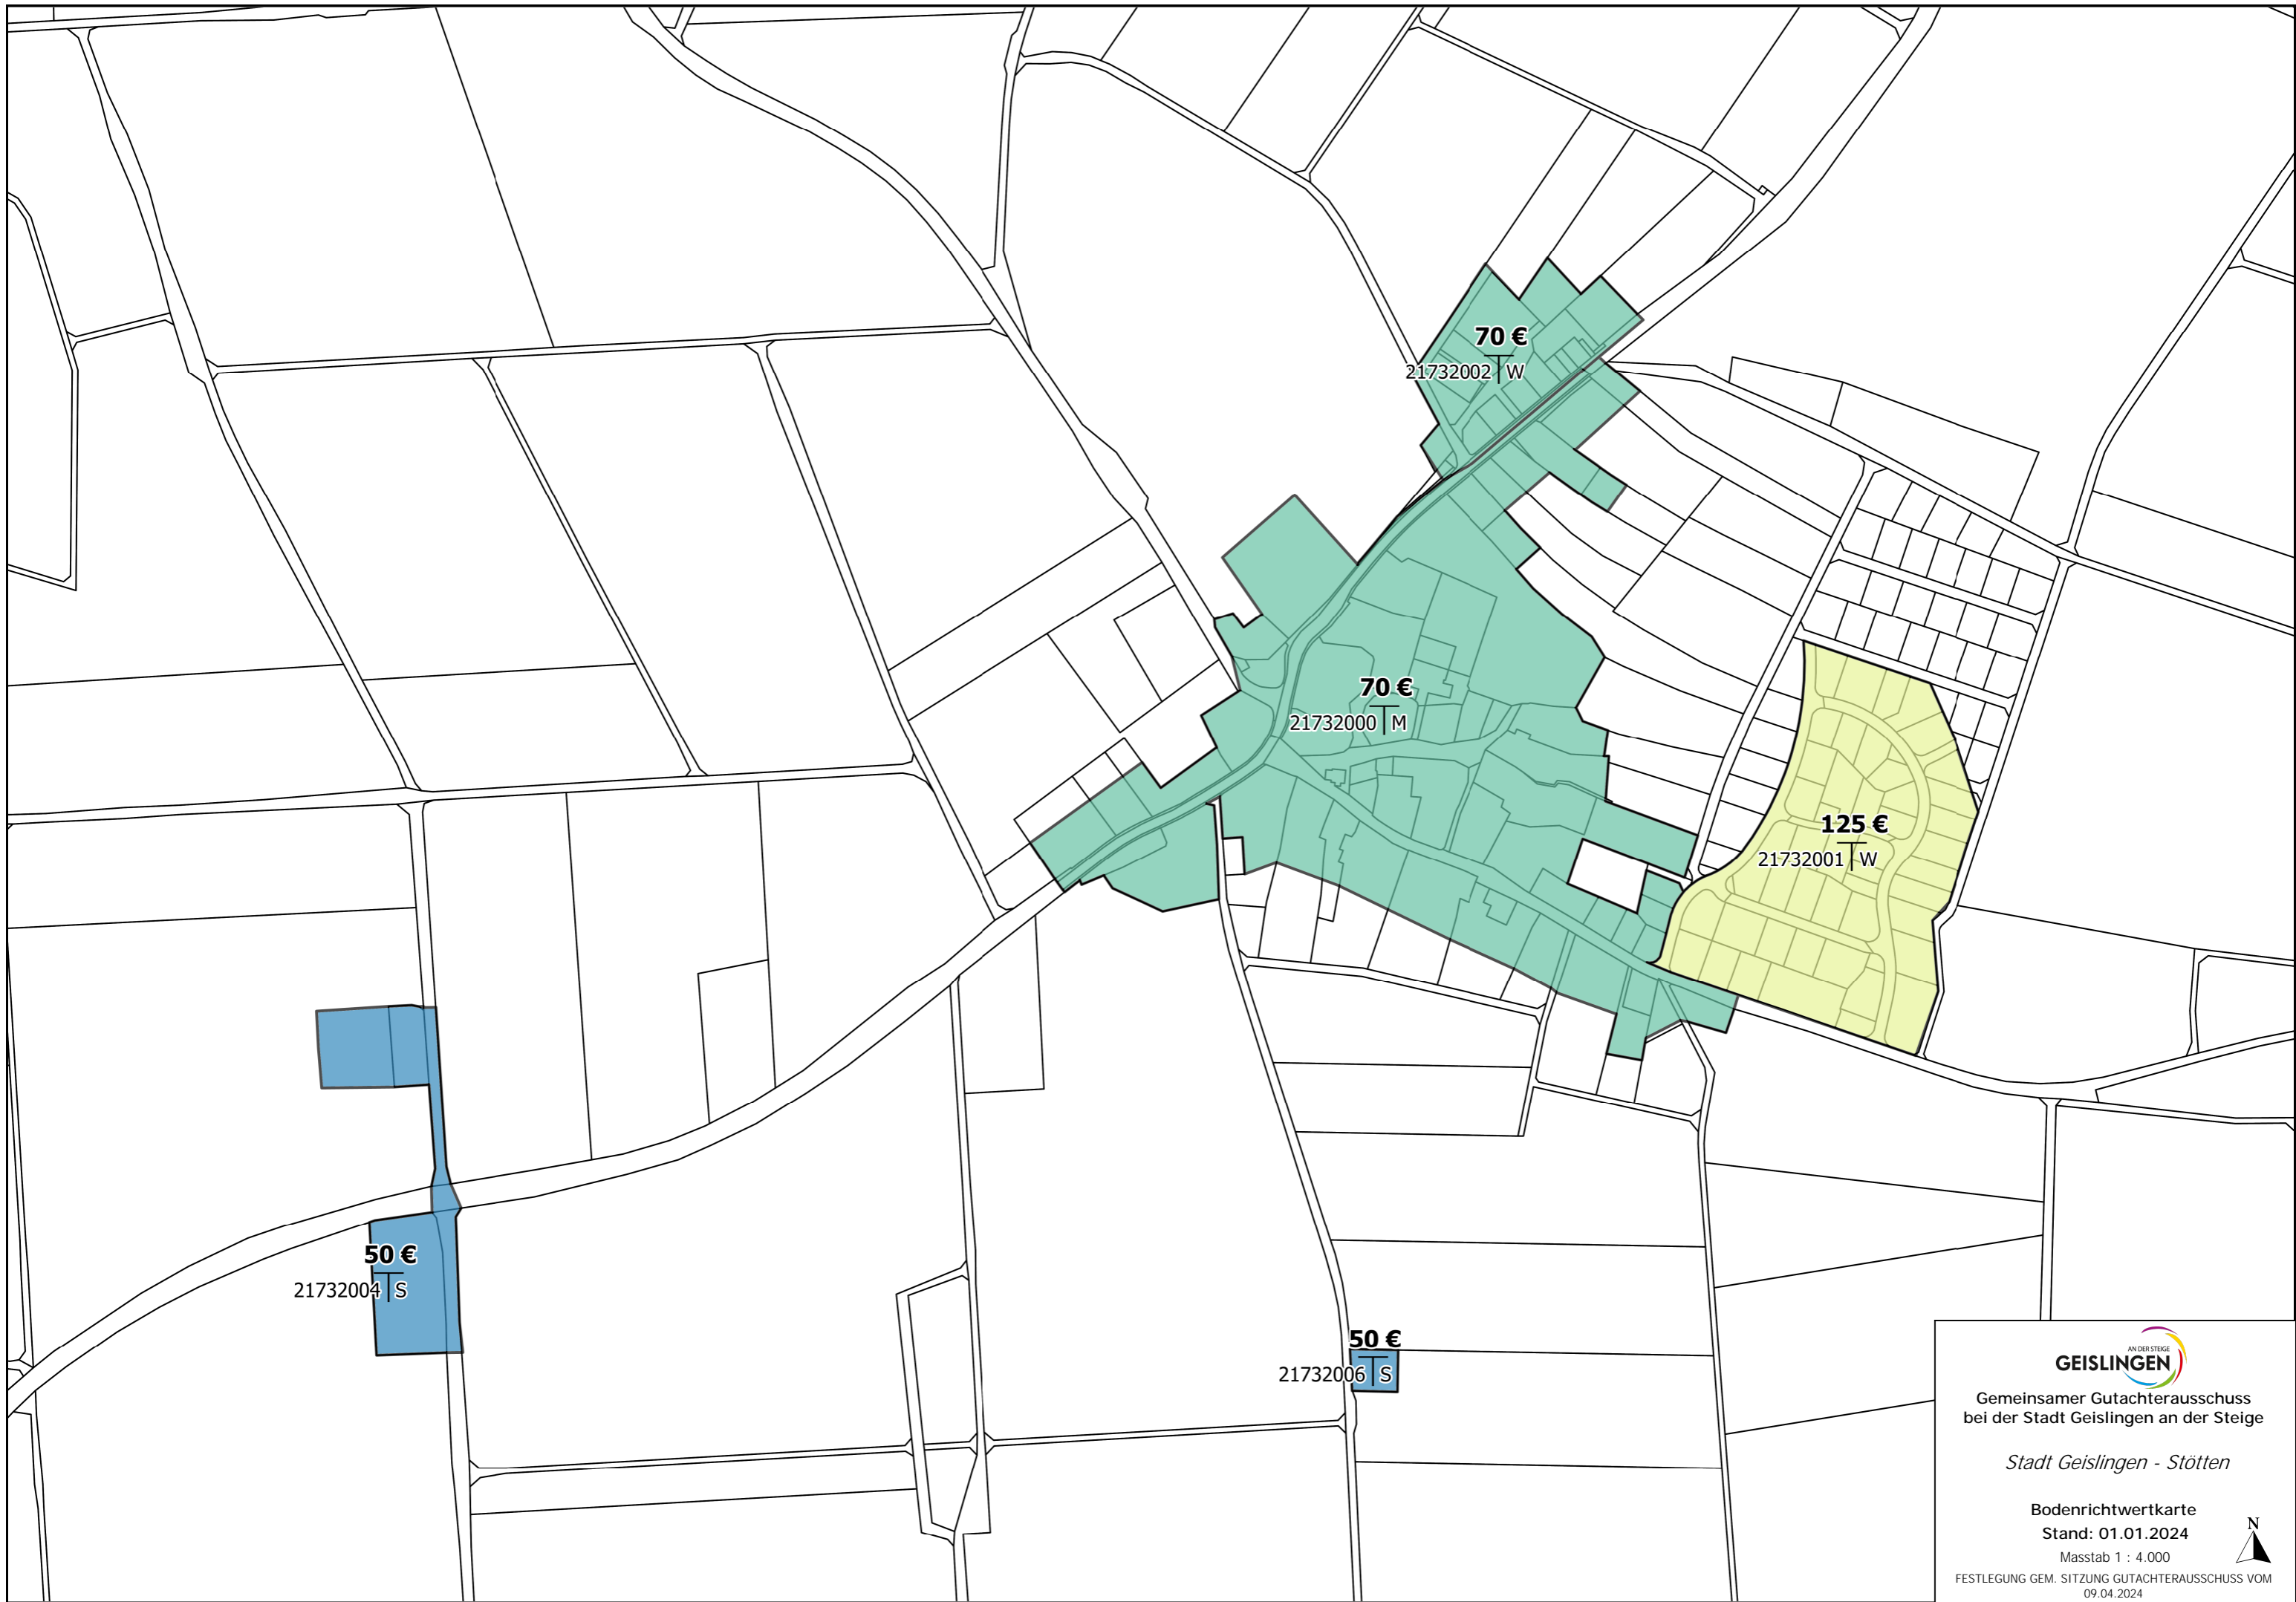 70 €
21732002 W
70 €
21732000 M
125 €
21732001 W
50 €
21732004 S
50 €
21732006 S
AN DER STEIGE
GEISLINGEN
Gemeinsamer Gutachterausschuss
bei der Stadt Geislingen an der Steige
Stadt Geislingen - Stötten
Bodenrichtwertkarte
Stand: 01.01.2024
N
Masstab 1 : 4.000
FESTLEGUNG GEM. SITZUNG GUTACHTERAUSSCHUSS VOM
09.04.2024